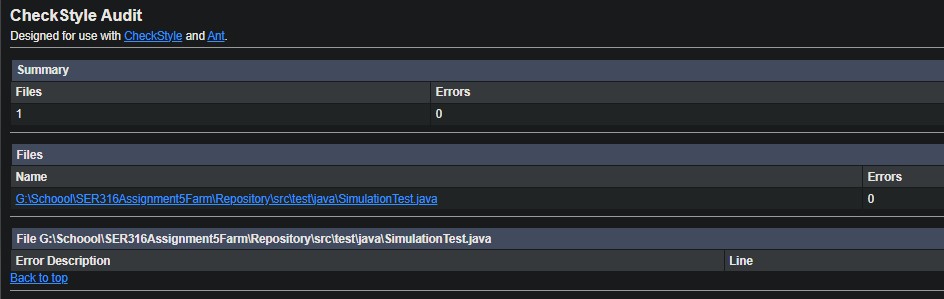 CheckStyle Audit
Designed for use with CheckStyle and Ant.
Summary
Files Errors
1 0
Files
Name Errors
G:\Schoool\SER316Assignment5Farm\Repository\src\test\java\SimulationTest.java 0
File G:\Schoool\SER316Assignment5Farm\Repository\src\test\java\SimulationTest.java
Error Description Line
Back to top